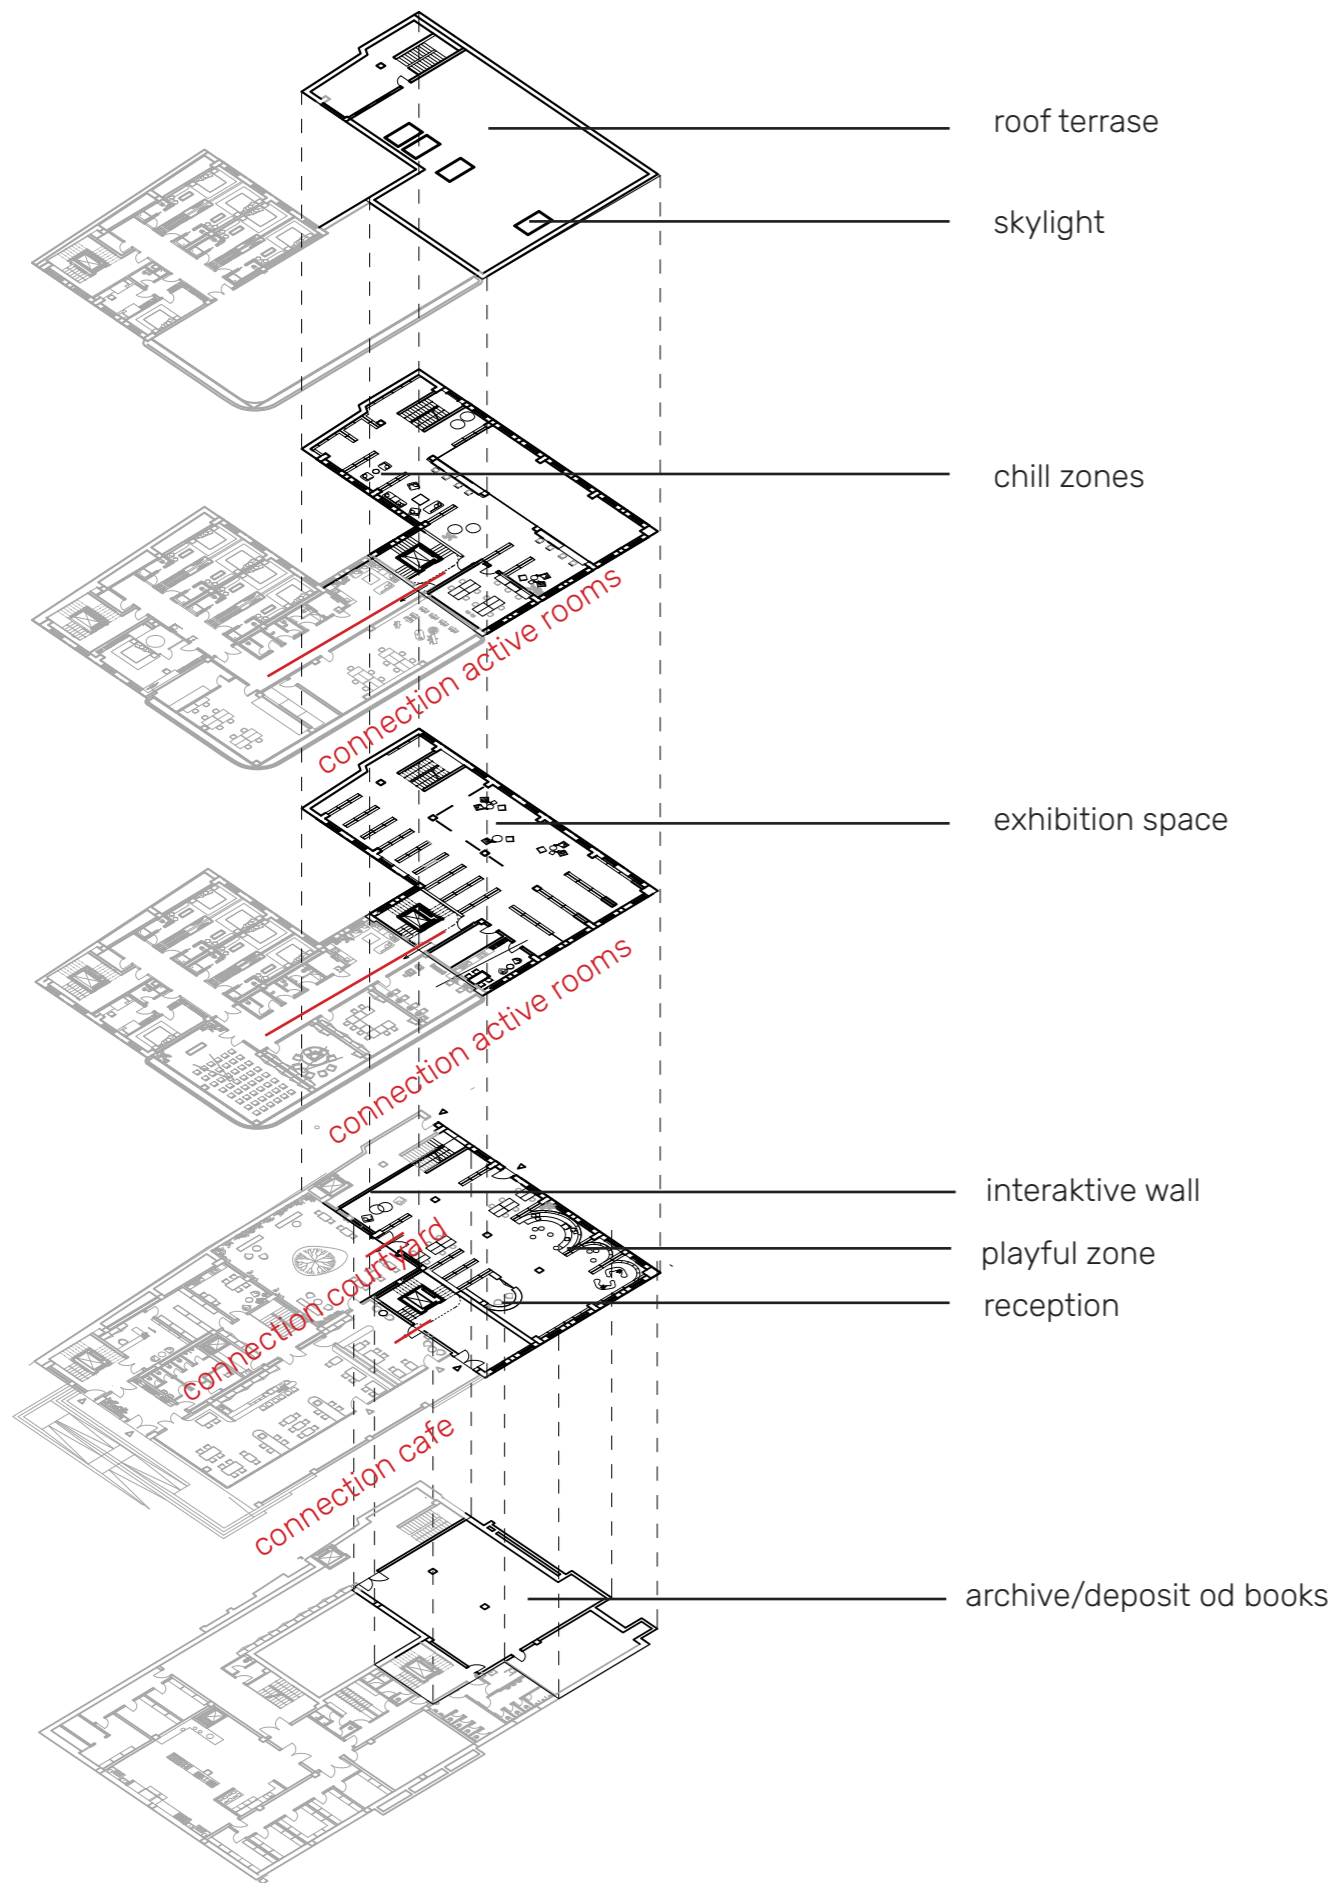 roof terrase
skylight
chill zones
connection active rooms
exhibition space
connection active rooms
interaktive wall
playful zone
reception
connection courtyard
connection cafe
archive/deposit od books